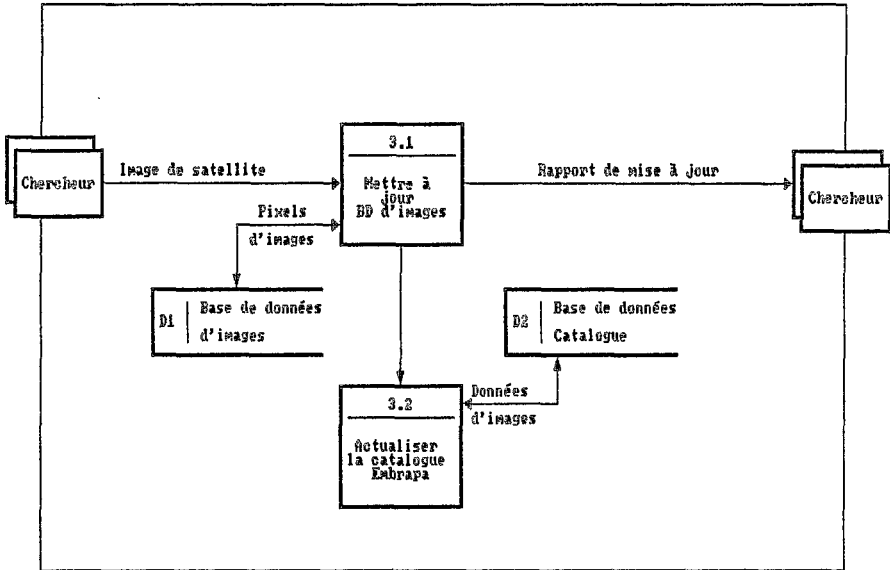 3.1
Chercheur
Image de satellite
Mettre à
jour
BD d'images
Rapport de mise à jour
Chercheur
Pixels
d'images
D1
Base de données
d'images
D2
Base de données
Catalogue
3.2
Actualiser
la catalogue
Embrapa
Données
d'images